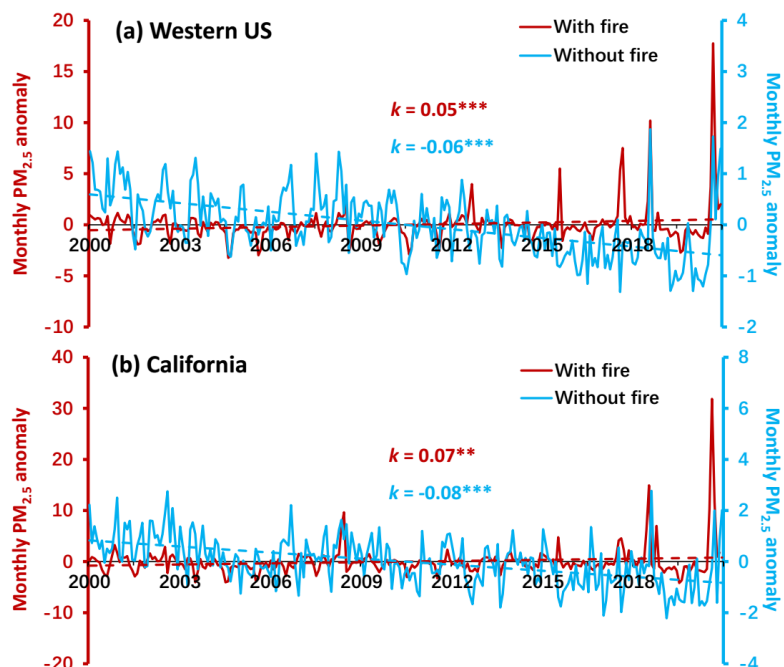 (a) Western US
With fire
Without fire
k = 0.05***
k = -0.06***
Monthly PM2.5 anomaly
20
15
10
5
0
-5
-10
4
3
2
1
0
-1
-2
Monthly PM2.5 anomaly
2000 2003 2006 2009 2012 2015 2018
(b) California
With fire
Without fire
k = 0.07**
k = -0.08***
Monthly PM2.5 anomaly
40
30
20
10
0
-10
-20
8
6
4
2
0
-2
-4
Monthly PM2.5 anomaly
2000 2003 2006 2009 2012 2015 2018